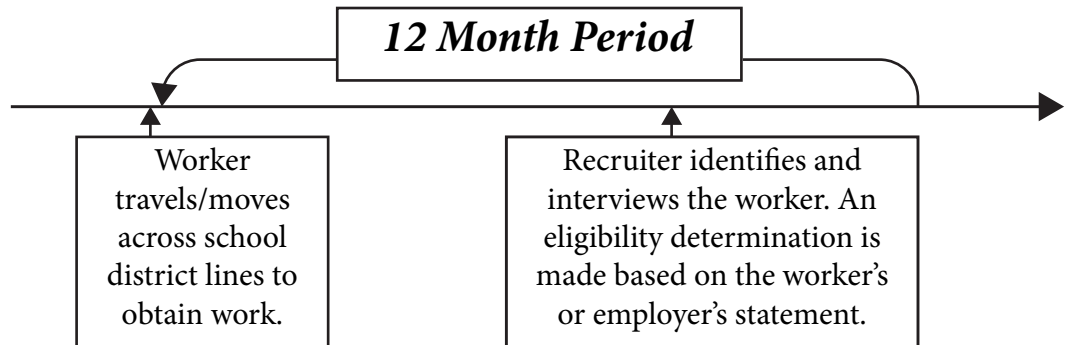 12 Month Period
Worker
travels/moves
across school
district lines to
obtain work.
Recruiter identifies and
interviews the worker. An
eligibility determination is
made based on the worker’s
or employer’s statement.